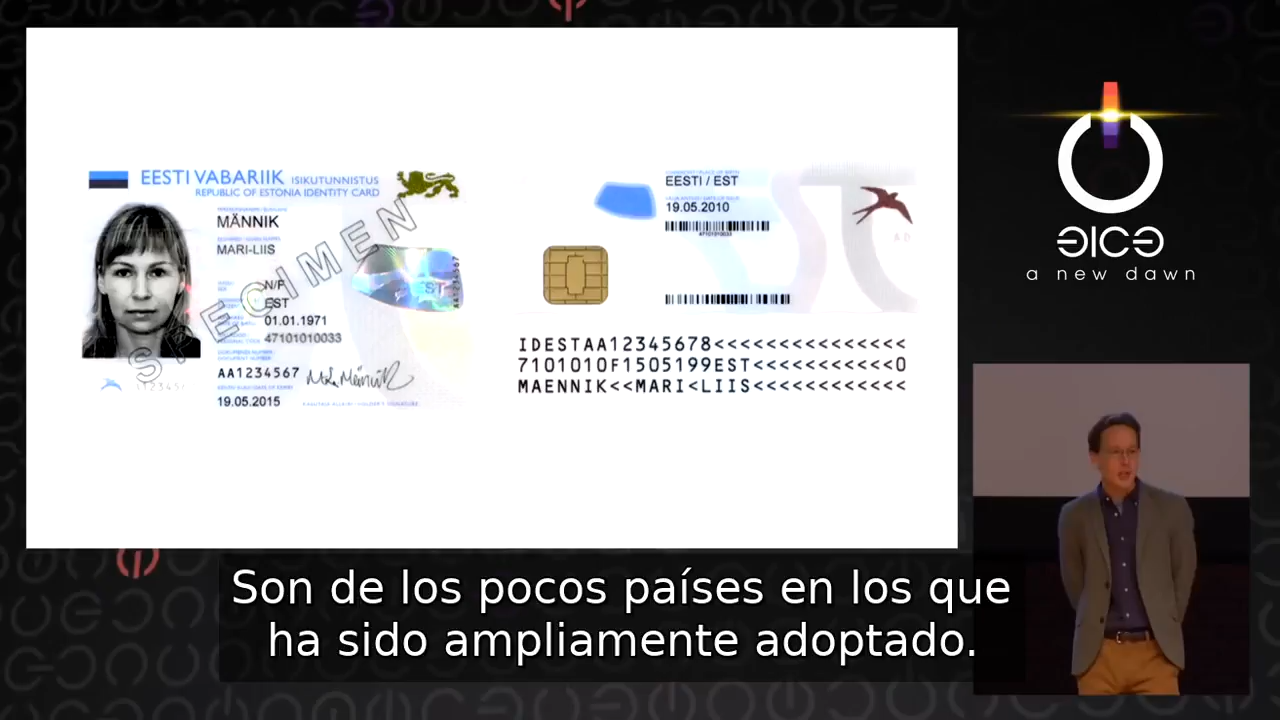 EESTI VABARIIK ISIKUTUNNISTUS
REPUBLIC OF ESTONIA IDENTITY CARD
MÄNNIK
MARI-LIIS
N/F
EST
01.01.1971
47101010033
AA1234567
19.05.2015
SPECIMEN
EESTI / EST
19.05.2010
47101010033
IDESTAA12345678<<<<<<<<<<<<<<<
7101010F1505199EST<<<<<<<<<<<0
MAENNIK<<MARI<LIIS<<<<<<<<<<<<
ǝıcǝ
a new dawn
Son de los pocos países en los que
ha sido ampliamente adoptado.